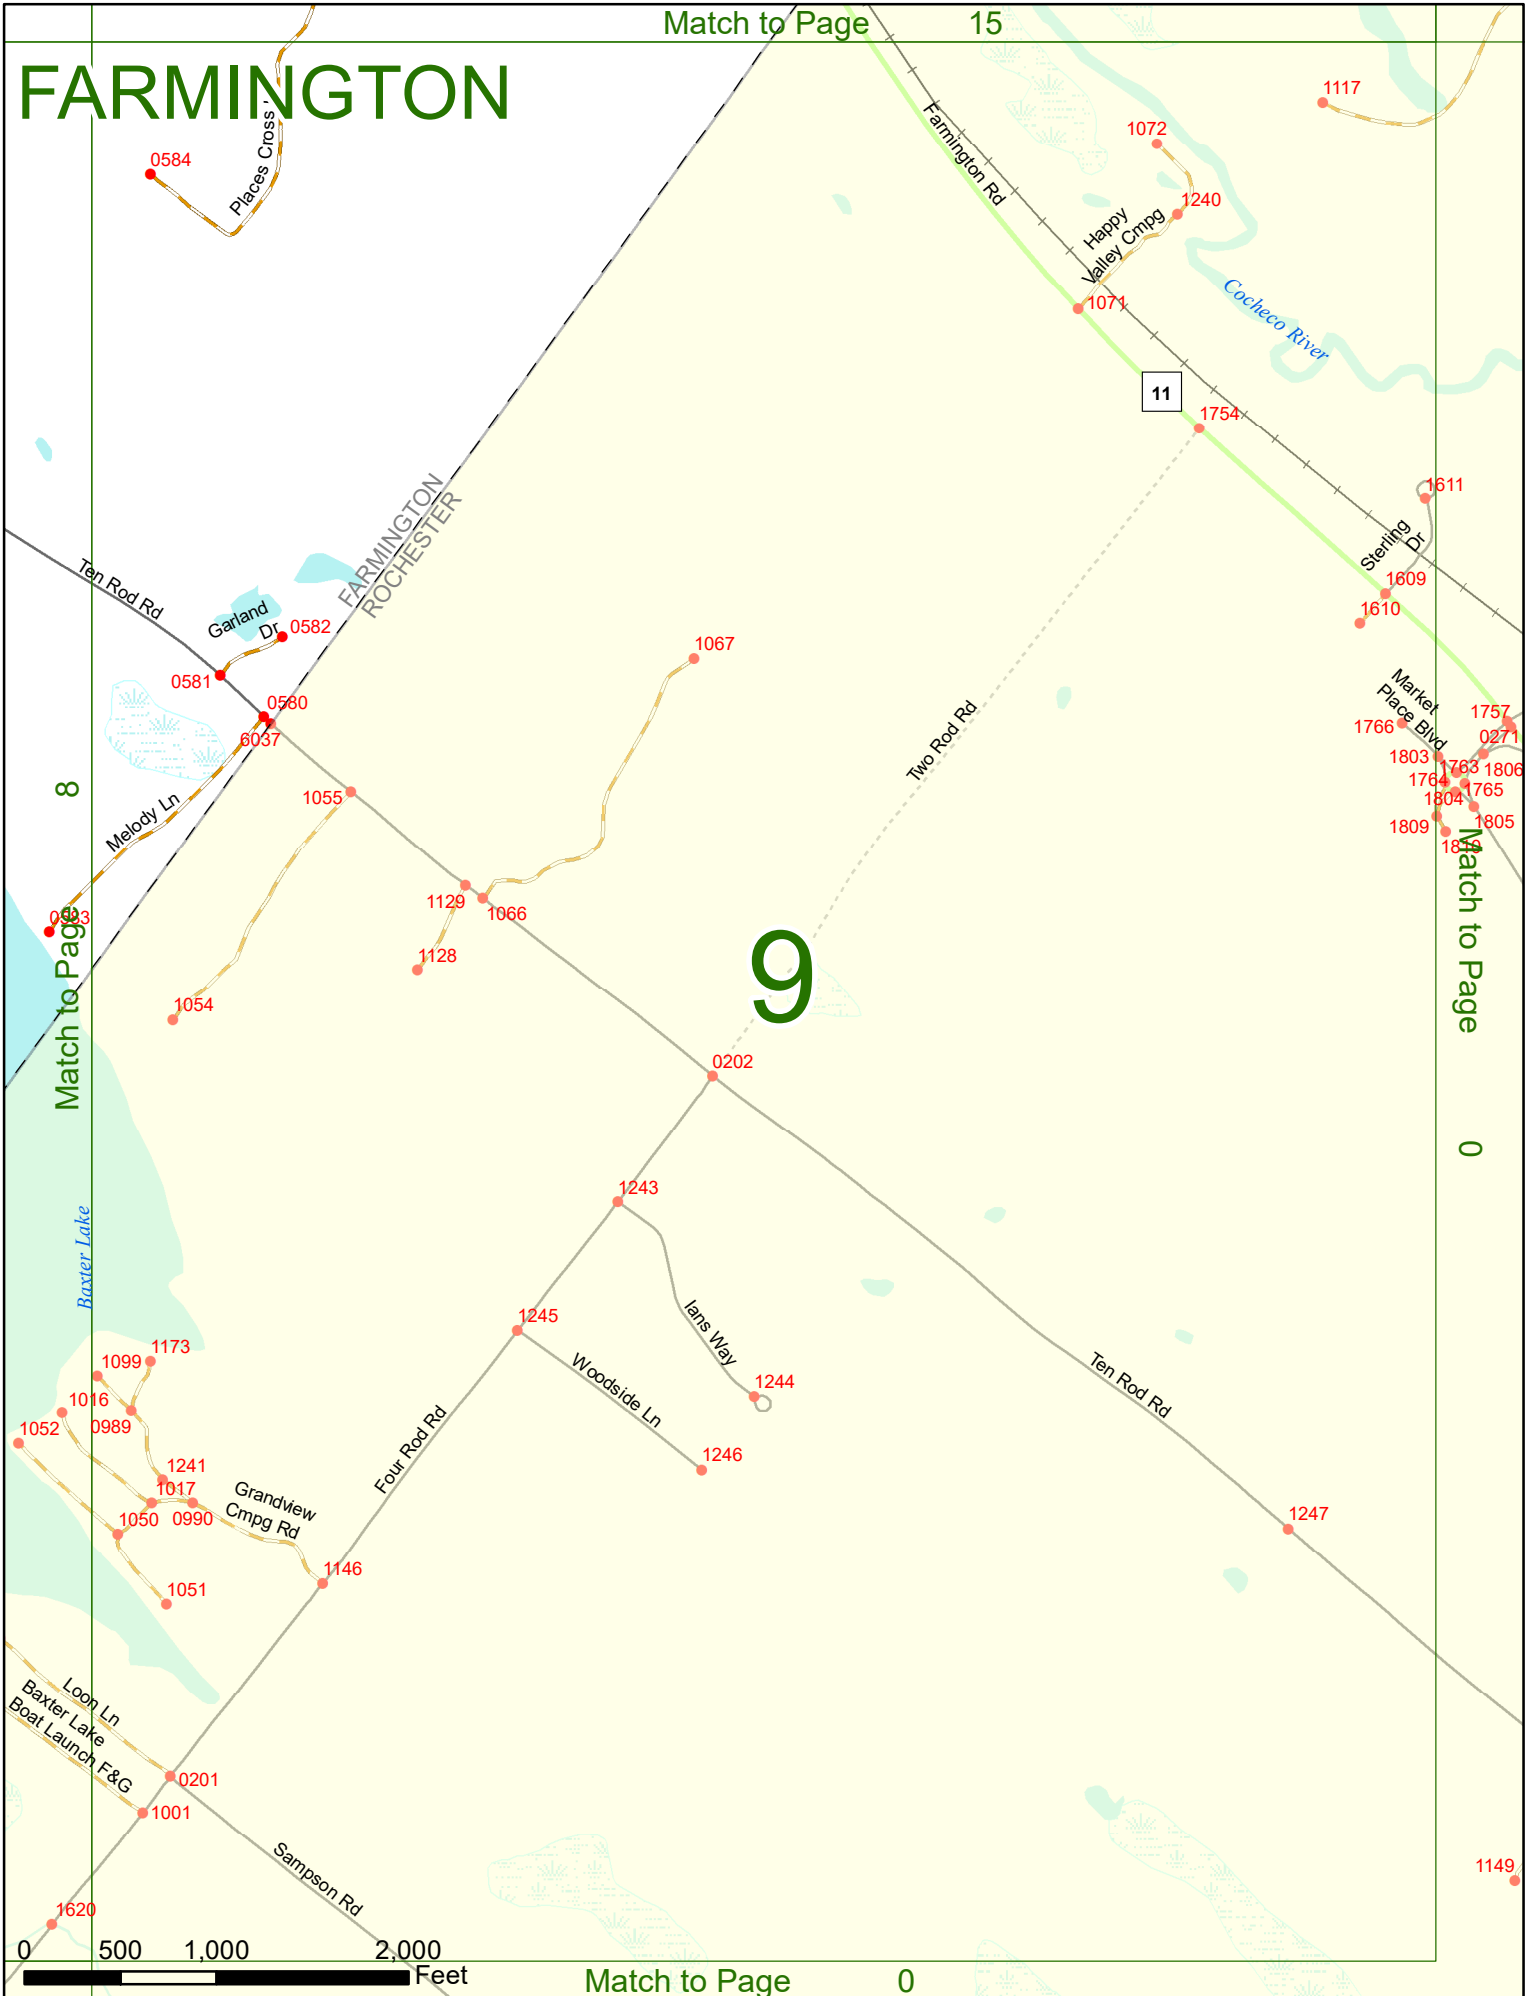 Match to Page 15
FARMINGTON
Places Cross
0584
1117
1072
Farmington Rd
1240
Happy
Valley Cmpg
1071
Cocheco River
11
1754
FARMINGTON
ROCHESTER
1611
Sterling
Dr
1609
1610
Ten Rod Rd
Garland
Dr
0582
0581
0580
6037
1067
Market
Place Blvd
1766
1757
0271
1803
1763
1806
1764
1765
1804
1805
1809
1810
Two Rod Rd
Match to Page 8
Melody Ln
1055
1129
1066
0583
1128
1054
9
Match to Page 0
0202
1243
Baxter Lake
1245
Ians Way
1173
1099
1016
0989
1052
1244
Woodside Ln
1246
Ten Rod Rd
Four Rod Rd
1241
1017
0990
Grandview
Cmpg Rd
1050
1247
1146
1051
Loon Ln
Baxter Lake
Boat Launch F&G
0201
1001
Sampson Rd
1149
1620
0 500 1,000 2,000
Feet
Match to Page 0